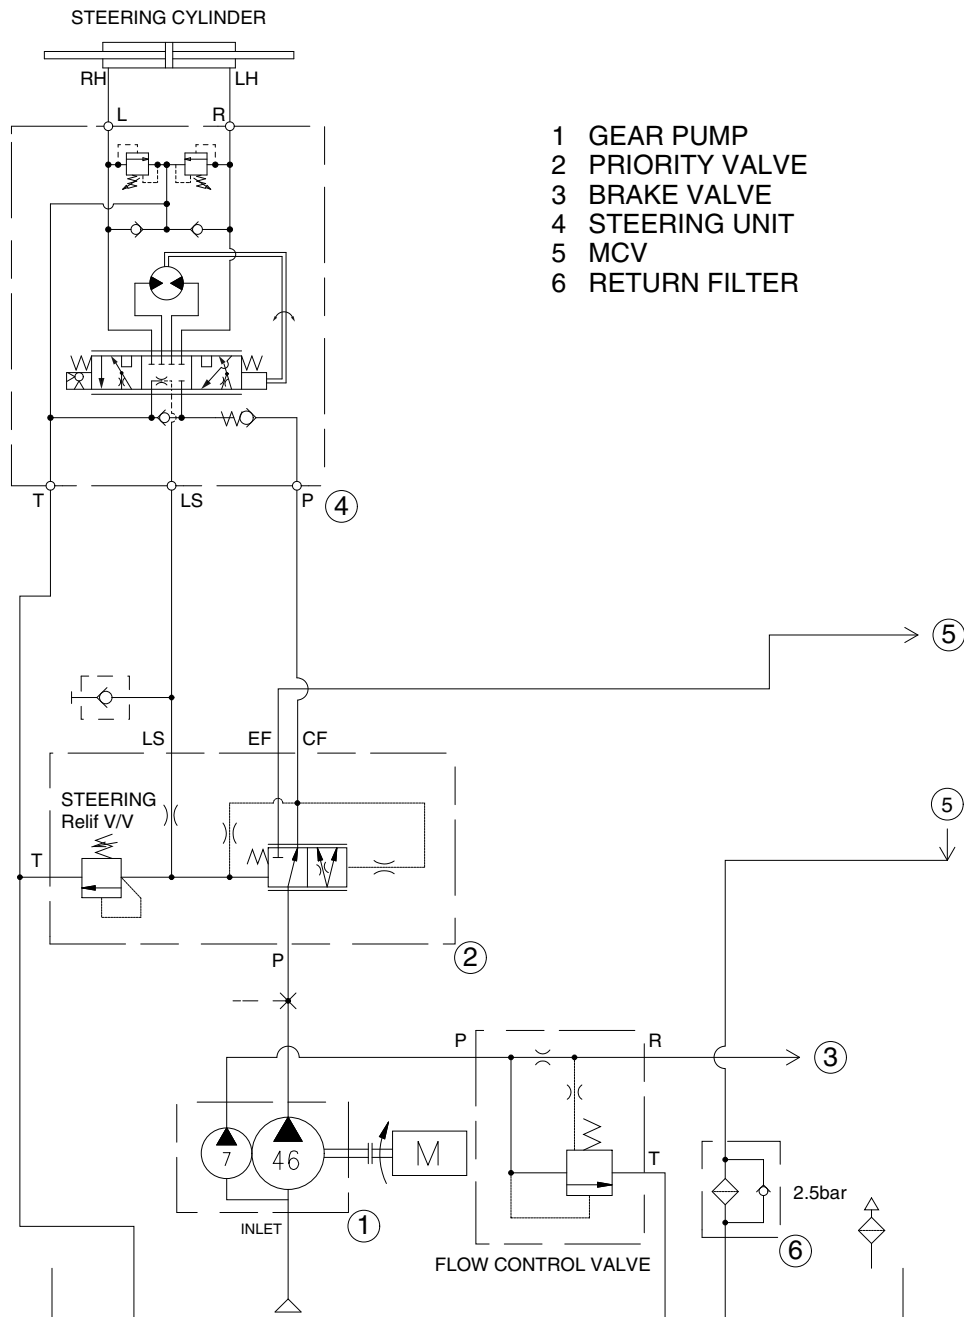 STEERING CYLINDER
RH
LH
L
R
1 GEAR PUMP
2 PRIORITY VALVE
3 BRAKE VALVE
4 STEERING UNIT
5 MCV
6 RETURN FILTER
T
LS
P
4
5
LS
EF
CF
STEERING
Relif V/V
T
5
2
P
P
R
3
7
46
M
T
2.5bar
INLET
1
FLOW CONTROL VALVE
6